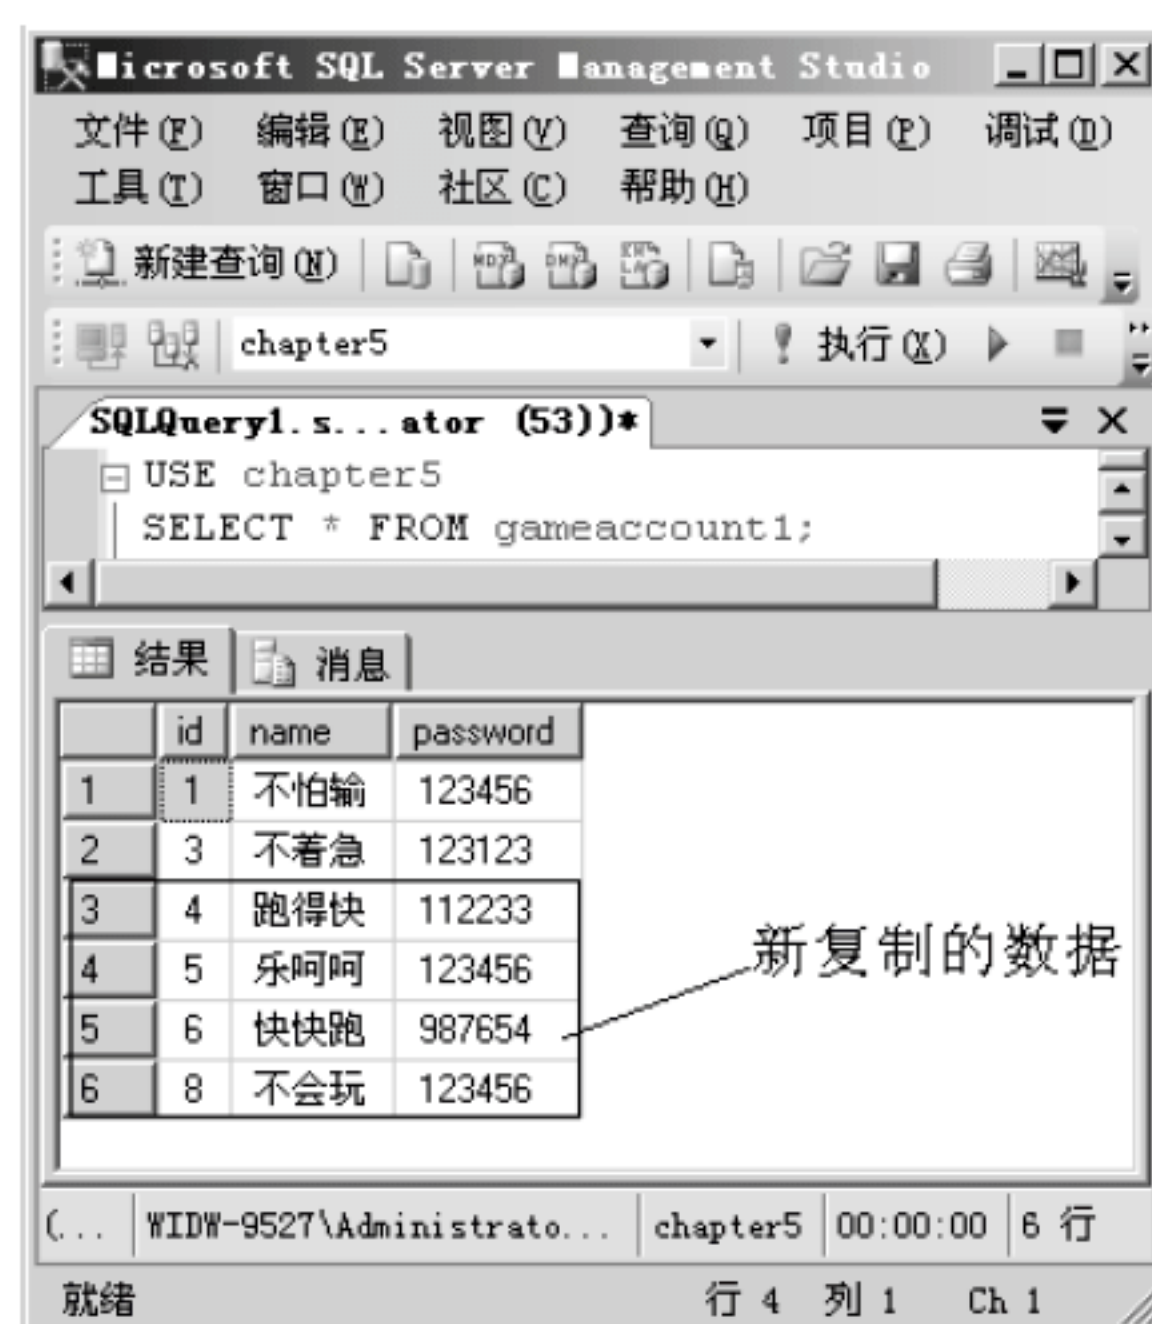 Microsoft SQL Server Management Studio
文件(F) 编辑(E) 视图(V) 查询(Q) 项目(P) 调试(D)
工具(T) 窗口(W) 社区(C) 帮助(H)
新建查询(N)
chapter5 执行(X)
SQLQuery1.s...ator (53))*
USE chapter5
SELECT * FROM gameaccount1;
结果 消息
id name password
1 1 不怕输 123456
2 3 不着急 123123
3 4 跑得快 112233
4 5 乐呵呵 123456
5 6 快快跑 987654
6 8 不会玩 123456
新复制的数据
(... WIDW-9527\Administrato... chapter5 00:00:00 6 行
就绪 行 4 列 1 Ch 1